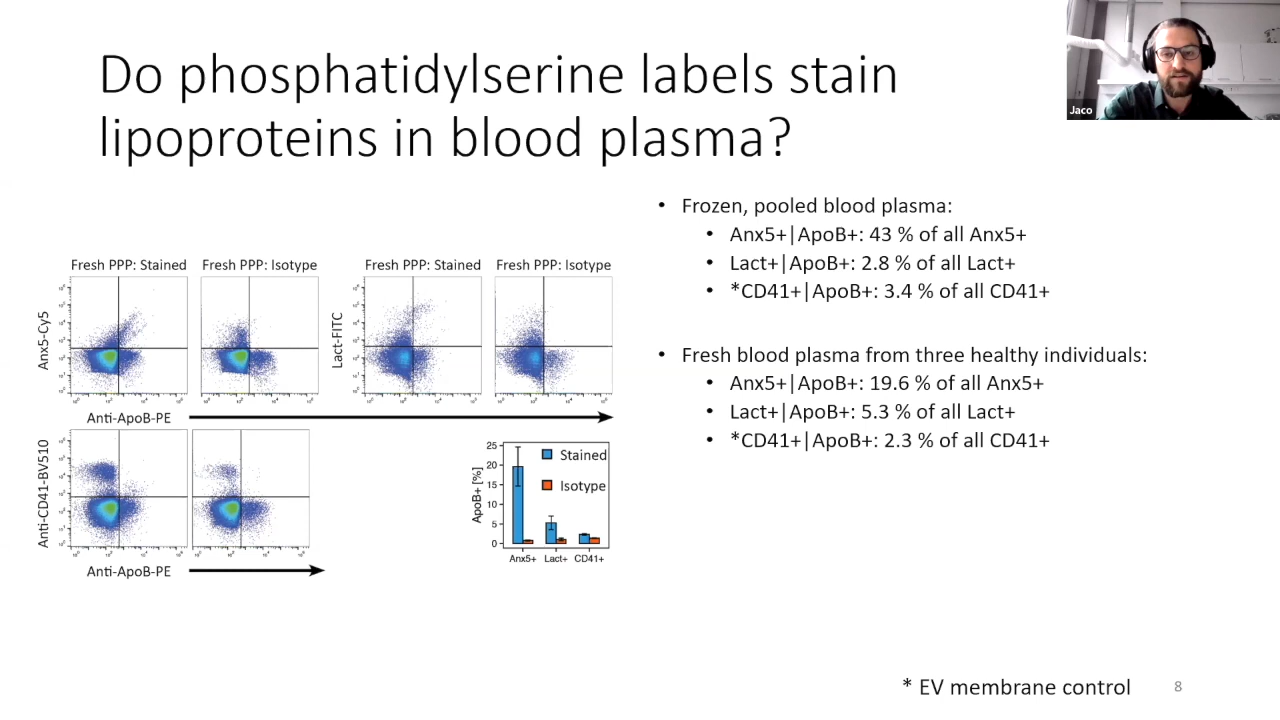 Do phosphatidylserine labels stain
lipoproteins in blood plasma?
Jaco
• Frozen, pooled blood plasma:
• Anx5+|ApoB+: 43 % of all Anx5+
• Lact+|ApoB+: 2.8 % of all Lact+
• *CD41+|ApoB+: 3.4 % of all CD41+
• Fresh blood plasma from three healthy individuals:
• Anx5+|ApoB+: 19.6 % of all Anx5+
• Lact+|ApoB+: 5.3 % of all Lact+
• *CD41+|ApoB+: 2.3 % of all CD41+
Fresh PPP: Stained
Fresh PPP: Isotype
Fresh PPP: Stained
Fresh PPP: Isotype
Anx5-Cy5
Lact-FITC
Anti-ApoB-PE
Anti-CD41-BV510
Anti-ApoB-PE
ApoB+ [%]
25
20
15
10
5
0
Stained
Isotype
Anx5+ Lact+ CD41+
* EV membrane control
8